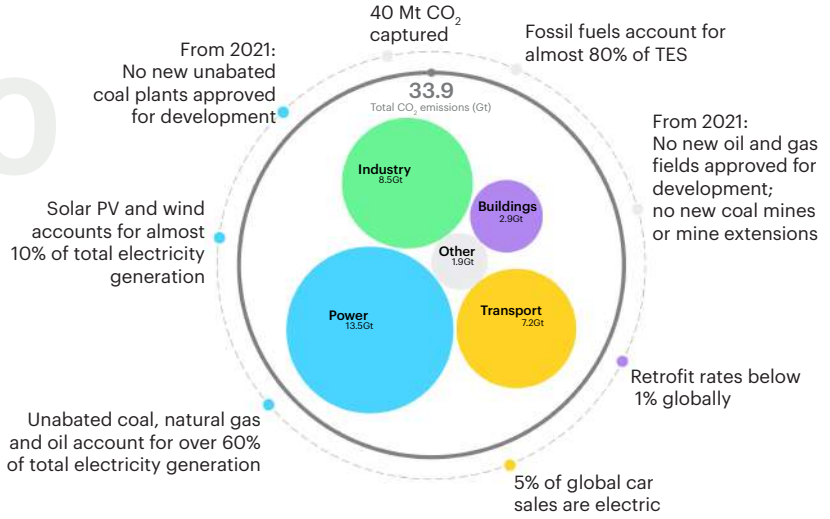 40 Mt CO₂
captured
Fossil fuels account for
almost 80% of TES
From 2021:
No new unabated
coal plants approved
for development
33.9
Total CO₂ emissions (Gt)
From 2021:
No new oil and gas
fields approved for
development;
no new coal mines
or mine extensions
Industry
8.5Gt
Buildings
2.9Gt
Solar PV and wind
accounts for almost
10% of total electricity
generation
Other
1.9Gt
Power
13.5Gt
Transport
7.2Gt
Retrofit rates below
1% globally
Unabated coal, natural gas
and oil account for over 60%
of total electricity generation
5% of global car
sales are electric